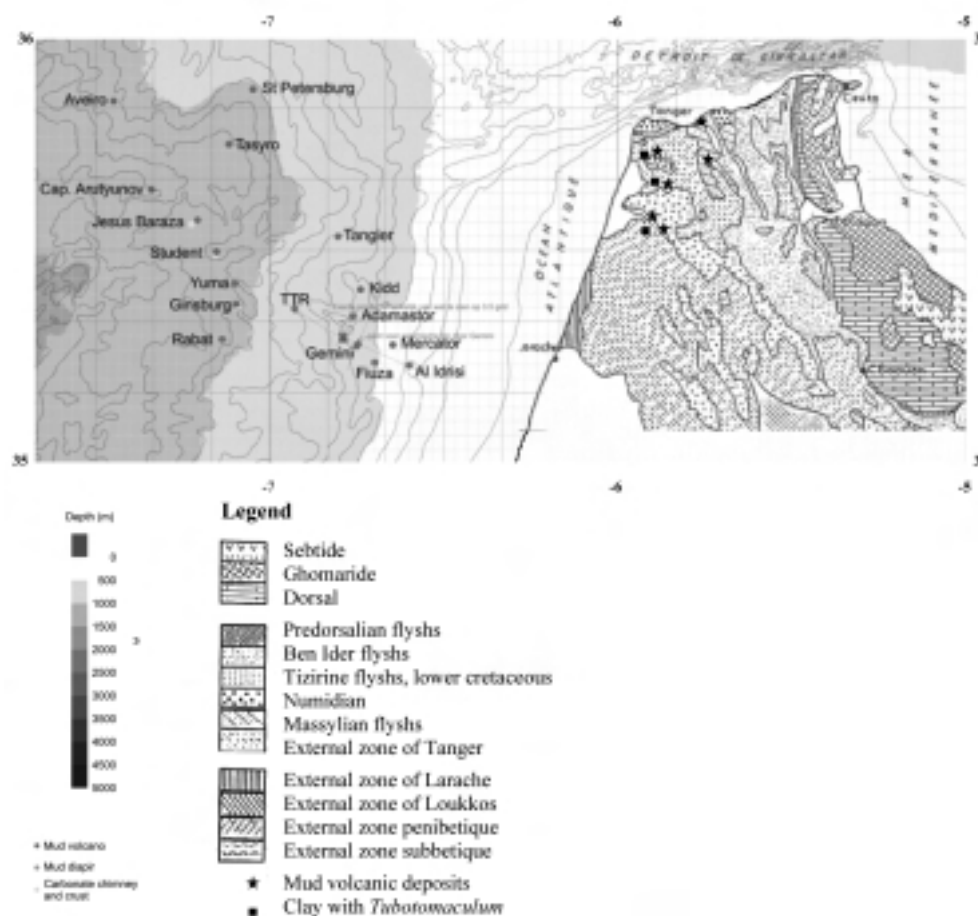 -7
-6
-5
36
DETROIT DE GIBRALTAR
St Petersburg
Aveiro
Ceuta
Tanger
Tasyro
Cap. Arutyunov
Jesus Baraza
Tangier
Student
OCEAN
ATLANTIQUE
MER
MEDITERRANEE
Yuma
Kidd
Ginsburg
TTR
Adamastor
Rabat
Gemini
Mercator
Fiuza
Al Idrisi
35
-7
-6
-5
Depth (m)
0
500
1000
1500
2000
2500
3000
3500
4000
4500
5000
Mud volcano
Mud diapir
Carbonate chimney
and crust
Legend
Sebtide
Ghomaride
Dorsal
Predorsalian flyshs
Ben Ider flyshs
Tizirine flyshs, lower cretaceous
Numidian
Massylian flyshs
External zone of Tanger
External zone of Larache
External zone of Loukkos
External zone penibetique
External zone subbetique
Mud volcanic deposits
Clay with Tubotomaculum